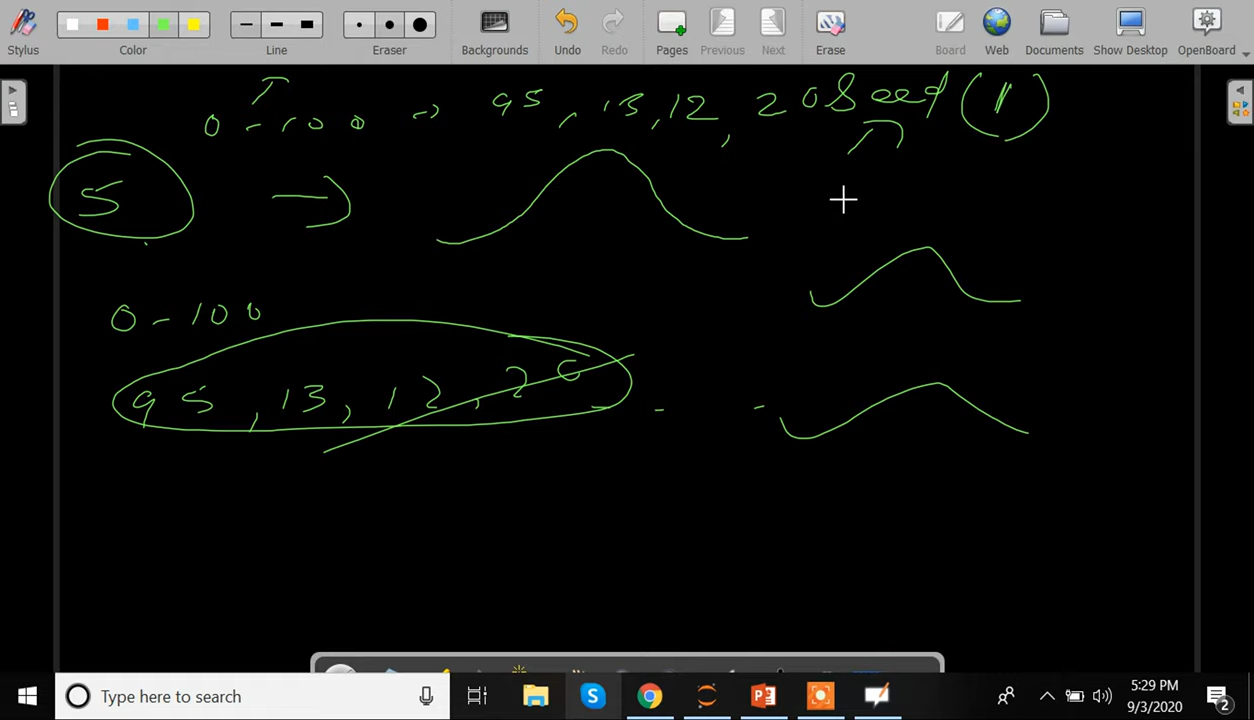 Stylus
Color
Line
Eraser
Backgrounds
Undo
Redo
Pages
Previous
Next
Erase
Board
Web
Documents
Show Desktop
OpenBoard
0-100 → 95, 13, 12, 20 Seed (1)
5 →
0-100
95, 13, 12, 20 - -
Type here to search
5:29 PM
9/3/2020
2